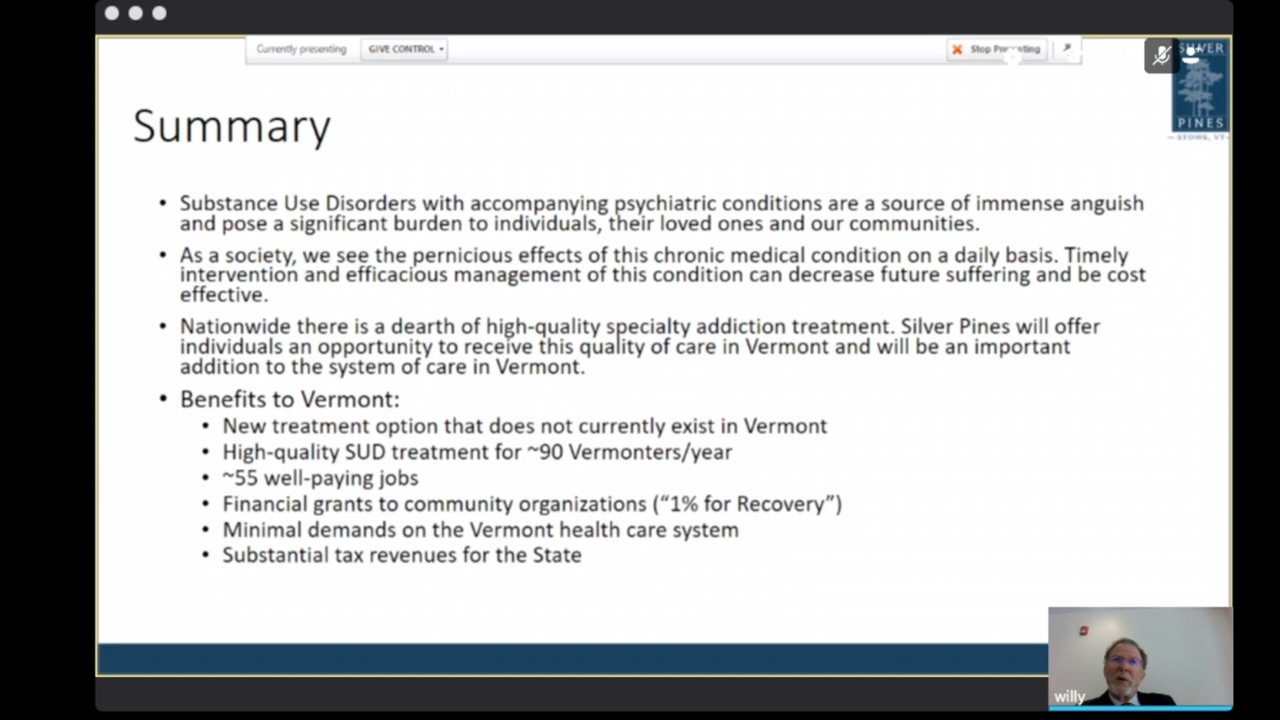 Currently presenting
GIVE CONTROL
Stop Presenting
SILVER
PINES
STOWE, VT
Summary
• Substance Use Disorders with accompanying psychiatric conditions are a source of immense anguish
and pose a significant burden to individuals, their loved ones and our communities.
• As a society, we see the pernicious effects of this chronic medical condition on a daily basis. Timely
intervention and efficacious management of this condition can decrease future suffering and be cost
effective.
• Nationwide there is a dearth of high-quality specialty addiction treatment. Silver Pines will offer
individuals an opportunity to receive this quality of care in Vermont and will be an important
addition to the system of care in Vermont.
• Benefits to Vermont:
• New treatment option that does not currently exist in Vermont
• High-quality SUD treatment for ~90 Vermonters/year
• ~55 well-paying jobs
• Financial grants to community organizations (“1% for Recovery”)
• Minimal demands on the Vermont health care system
• Substantial tax revenues for the State
willy